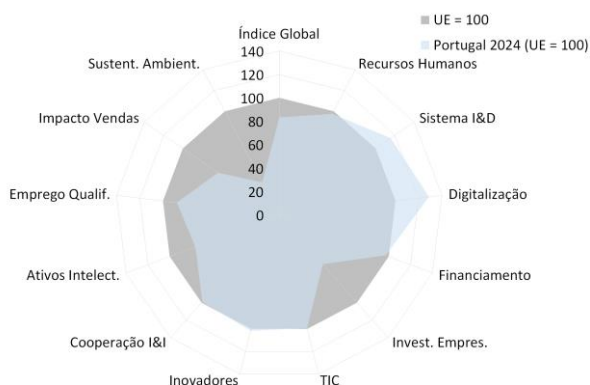 UE = 100
Portugal 2024 (UE = 100)
Índice Global
140
120
100
80
60
40
20
0
Recursos Humanos
Sistema I&D
Digitalização
Financiamento
Invest. Empres.
TIC
Inovadores
Cooperação I&I
Ativos Intelect.
Emprego Qualif.
Impacto Vendas
Sustent. Ambient.